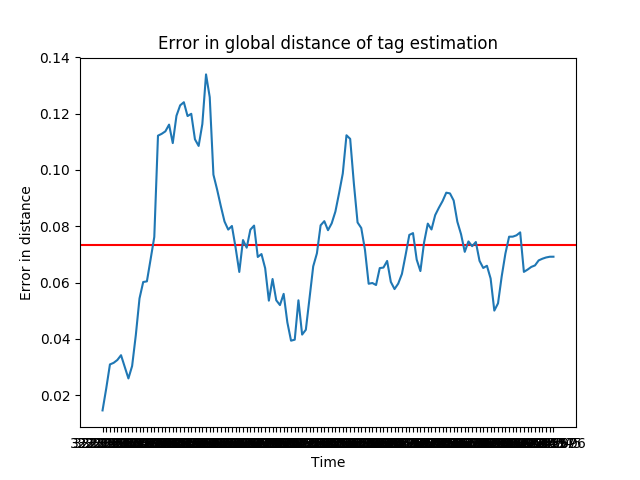 Error in global distance of tag estimation
0.14
0.12
0.10
0.08
0.06
0.04
0.02
Error in distance
Time